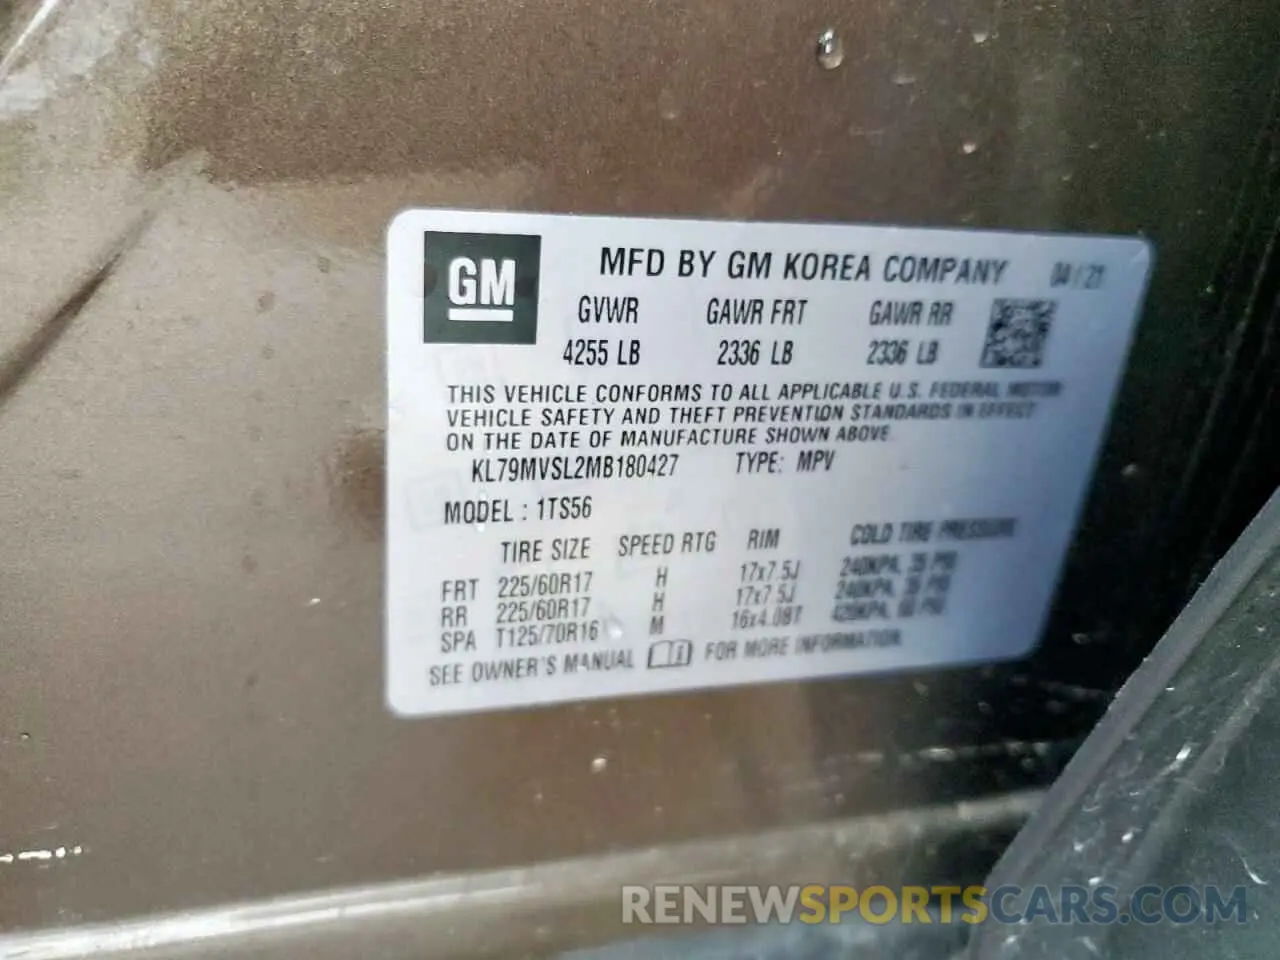 GM
MFD BY GM KOREA COMPANY 04/21
GVWR GAWR FRT GAWR RR
4255 LB 2336 LB 2336 LB
THIS VEHICLE CONFORMS TO ALL APPLICABLE U.S. FEDERAL MOTOR
VEHICLE SAFETY AND THEFT PREVENTION STANDARDS IN EFFECT
ON THE DATE OF MANUFACTURE SHOWN ABOVE.
KL79MVSL2MB180427 TYPE: MPV
MODEL : 1TS56
TIRE SIZE SPEED RTG RIM COLD TIRE PRESSURE
FRT 225/60R17 H 17x7.5J 240KPA, 35 PSI
RR 225/60R17 H 17x7.5J 240KPA, 35 PSI
SPA T125/70R16 M 16x4.0BT 420KPA, 60 PSI
SEE OWNER'S MANUAL FOR MORE INFORMATION.
RENEWSPORTSCARS.COM